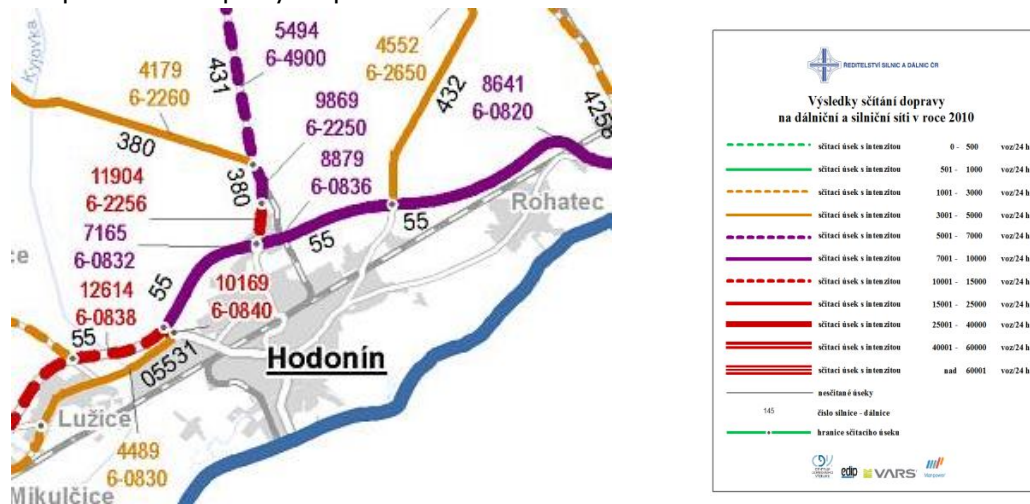 Kyjovka
4179
6-2260
380
431
5494
6-4900
4552
6-2650
432
8641
6-0820
9869
6-2250
380
8879
6-0836
11904
6-2256
7165
6-0832
55
55
55
Rohatec
12614
6-0838
55
10169
6-0840
05531
Hodonín
Lužice
4489
6-0830
Mikulčice
ŘEDITELSTVÍ SILNIC A DÁLNIC ČR
Výsledky sčítání dopravy
na dálniční a silniční síti v roce 2010
sčítací úsek s intenzitou 0 - 500 voz/24 h
sčítací úsek s intenzitou 501 - 1000 voz/24 h
sčítací úsek s intenzitou 1001 - 3000 voz/24 h
sčítací úsek s intenzitou 3001 - 5000 voz/24 h
sčítací úsek s intenzitou 5001 - 7000 voz/24 h
sčítací úsek s intenzitou 7001 - 10000 voz/24 h
sčítací úsek s intenzitou 10001 - 15000 voz/24 h
sčítací úsek s intenzitou 15001 - 25000 voz/24 h
sčítací úsek s intenzitou 25001 - 40000 voz/24 h
sčítací úsek s intenzitou 40001 - 60000 voz/24 h
sčítací úsek s intenzitou nad 60001 voz/24 h
nesčítané úseky
145 číslo silnice - dálnice
hranice sčítacího úseku
edip VARS